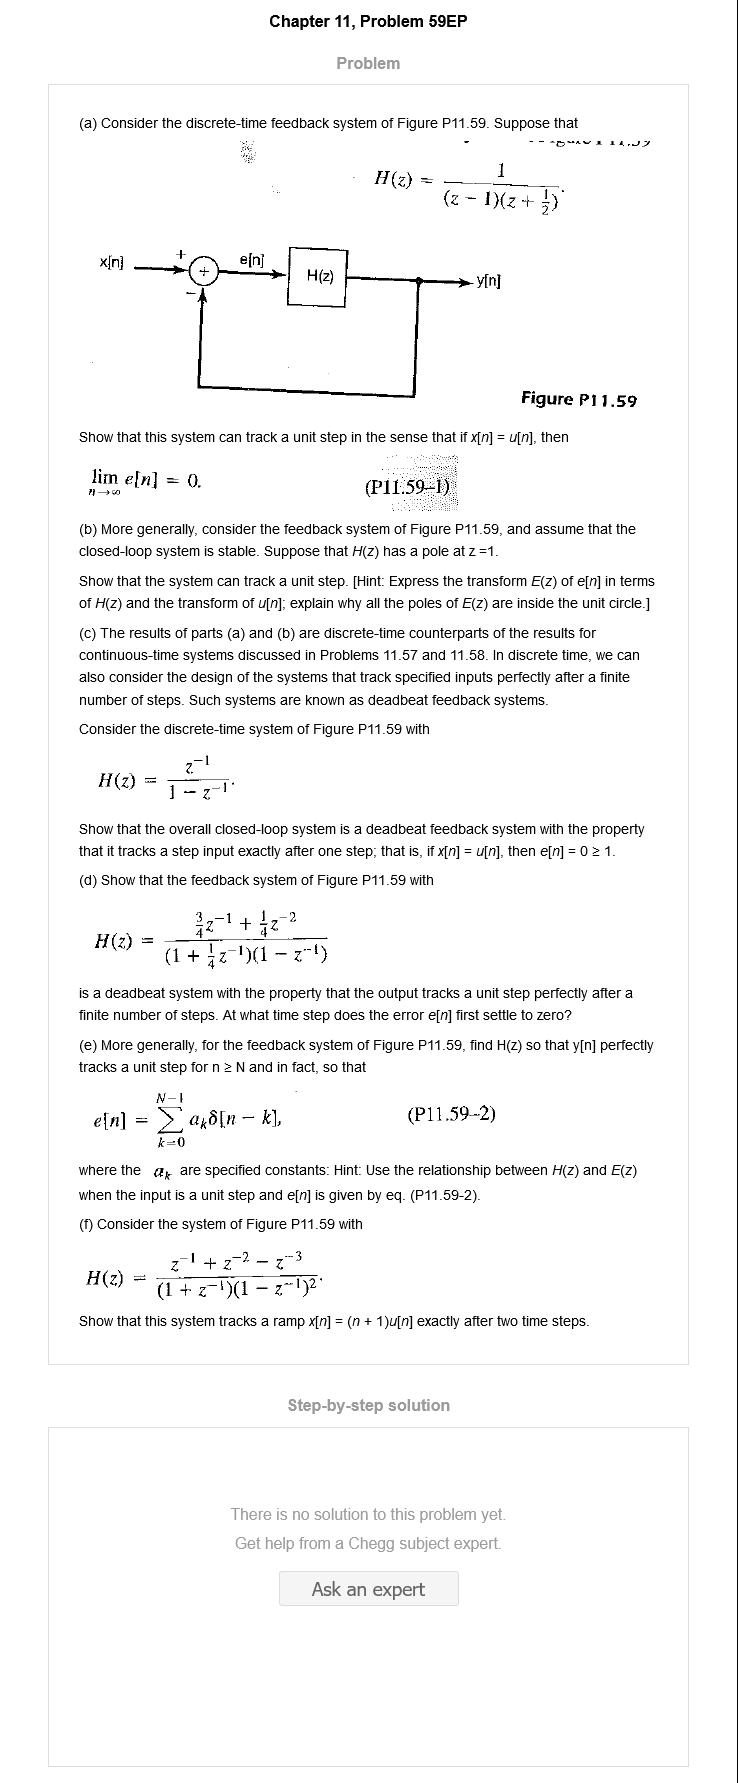 Chapter 11, Problem 59EP
Problem
(a) Consider the discrete-time feedback system of Figure P11.59. Suppose that
H(z) = 1 / ((z − 1)(z + 1/2)).
x[n] + + e[n] H(z) y[n]
−
Figure P11.59
Show that this system can track a unit step in the sense that if x[n] = u[n], then
lim n→∞ e[n] = 0. (P11.59–1)
(b) More generally, consider the feedback system of Figure P11.59, and assume that the
closed-loop system is stable. Suppose that H(z) has a pole at z =1.
Show that the system can track a unit step. [Hint: Express the transform E(z) of e[n] in terms
of H(z) and the transform of u[n]; explain why all the poles of E(z) are inside the unit circle.]
(c) The results of parts (a) and (b) are discrete-time counterparts of the results for
continuous-time systems discussed in Problems 11.57 and 11.58. In discrete time, we can
also consider the design of the systems that track specified inputs perfectly after a finite
number of steps. Such systems are known as deadbeat feedback systems.
Consider the discrete-time system of Figure P11.59 with
H(z) = z⁻¹ / (1 − z⁻¹).
Show that the overall closed-loop system is a deadbeat feedback system with the property
that it tracks a step input exactly after one step; that is, if x[n] = u[n], then e[n] = 0 ≥ 1.
(d) Show that the feedback system of Figure P11.59 with
H(z) = (3/4 z⁻¹ + 1/4 z⁻²) / ((1 + 1/4 z⁻¹)(1 − z⁻¹))
is a deadbeat system with the property that the output tracks a unit step perfectly after a
finite number of steps. At what time step does the error e[n] first settle to zero?
(e) More generally, for the feedback system of Figure P11.59, find H(z) so that y[n] perfectly
tracks a unit step for n ≥ N and in fact, so that
e[n] = Σ k=0 N−1 aₖδ[n − k], (P11.59–2)
where the aₖ are specified constants: Hint: Use the relationship between H(z) and E(z)
when the input is a unit step and e[n] is given by eq. (P11.59-2).
(f) Consider the system of Figure P11.59 with
H(z) = (z⁻¹ + z⁻² − z⁻³) / ((1 + z⁻¹)(1 − z⁻¹)²).
Show that this system tracks a ramp x[n] = (n + 1)u[n] exactly after two time steps.
Step-by-step solution
There is no solution to this problem yet.
Get help from a Chegg subject expert.
Ask an expert